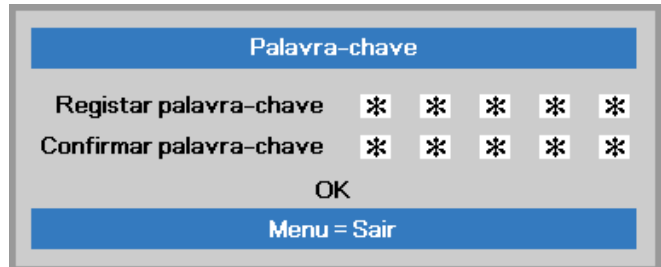 Palavra-chave
Registar palavra-chave * * * * *
Confirmar palavra-chave * * * * *
OK
Menu = Sair